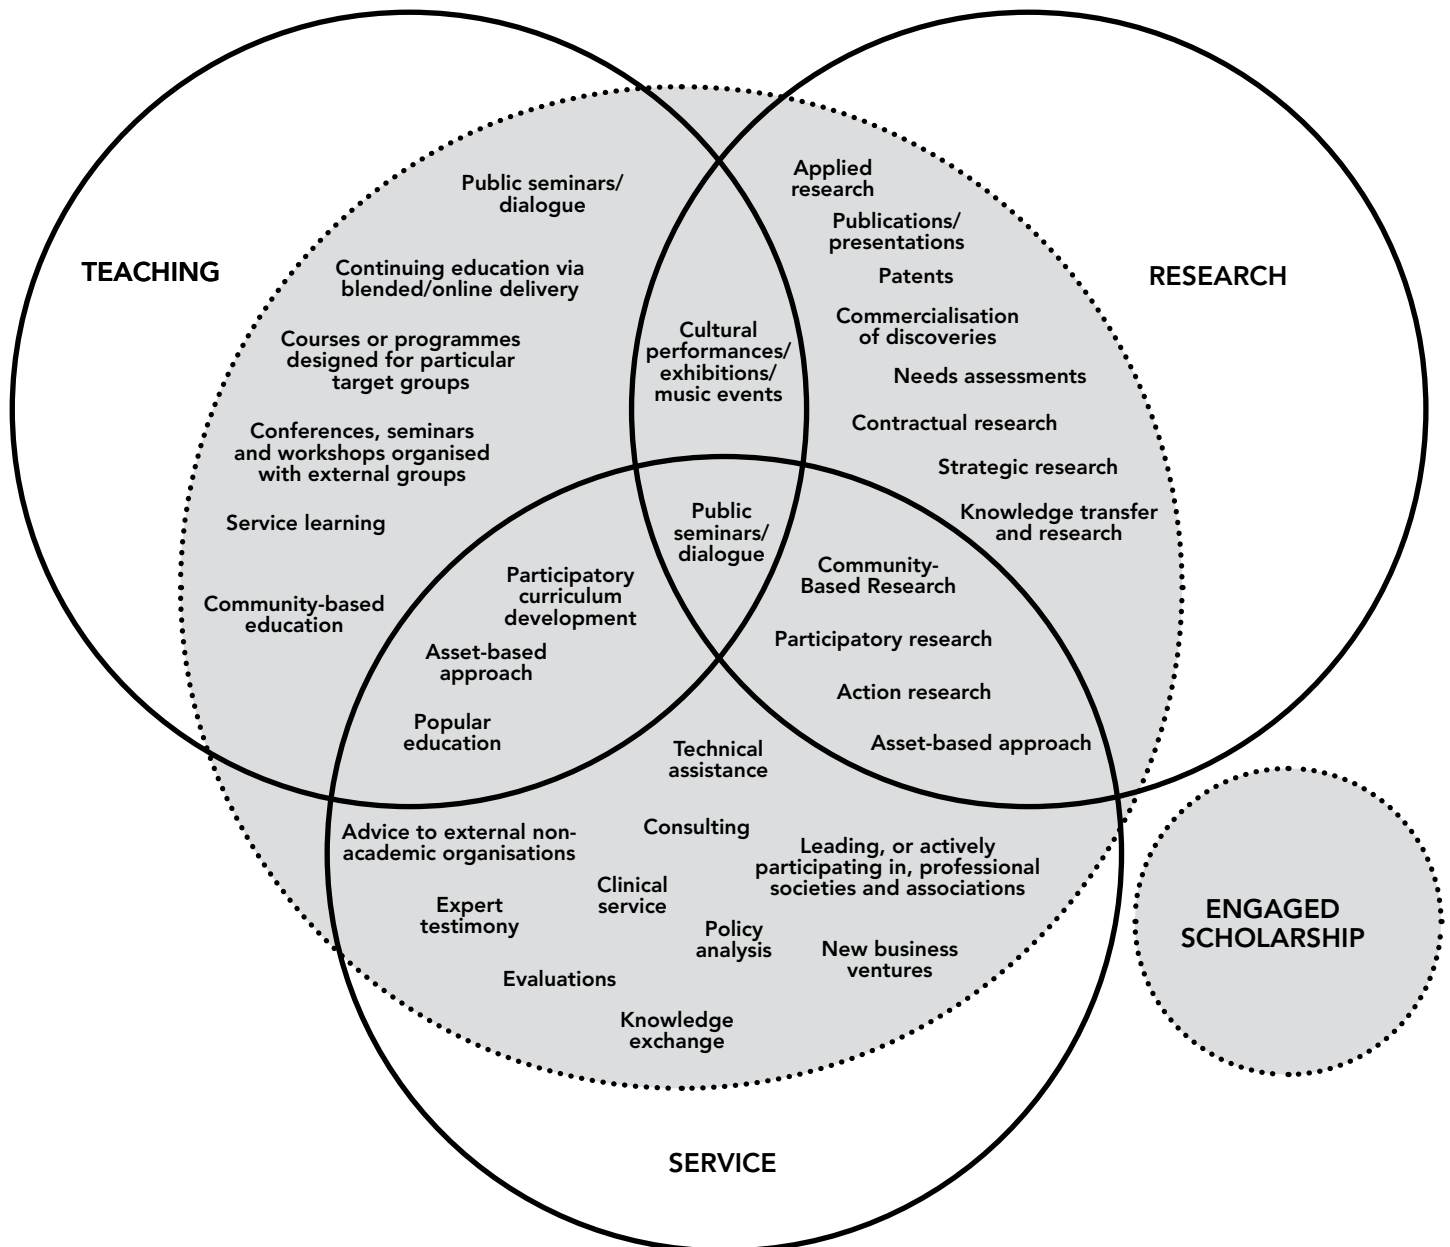 TEACHING
RESEARCH
Public seminars/
dialogue
Continuing education via
blended/online delivery
Courses or programmes
designed for particular
target groups
Conferences, seminars
and workshops organised
with external groups
Service learning
Community-based
education
Cultural
performances/
exhibitions/
music events
Applied
research
Publications/
presentations
Patents
Commercialisation
of discoveries
Needs assessments
Contractual research
Strategic research
Knowledge transfer
and research
Public
seminars/
dialogue
Participatory
curriculum
development
Asset-based
approach
Popular
education
Community-
Based Research
Participatory research
Action research
Asset-based approach
Technical
assistance
Advice to external non-
academic organisations
Consulting
Leading, or actively
participating in, professional
societies and associations
Clinical
service
Expert
testimony
Policy
analysis
New business
ventures
Evaluations
Knowledge
exchange
SERVICE
ENGAGED
SCHOLARSHIP